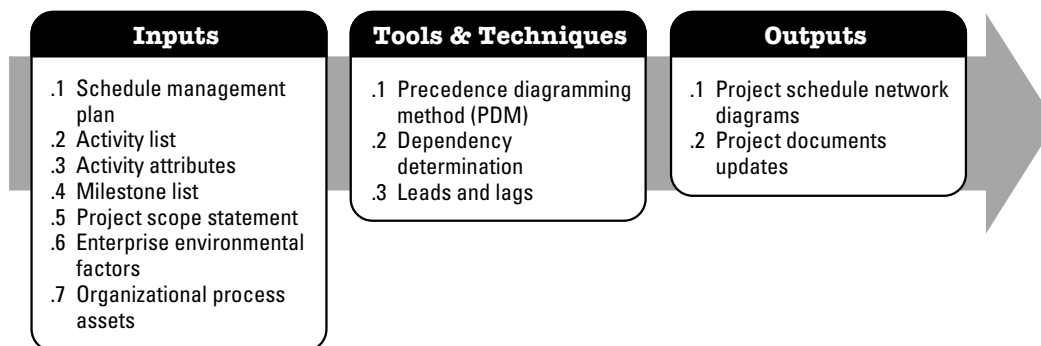 Inputs
.1 Schedule management
plan
.2 Activity list
.3 Activity attributes
.4 Milestone list
.5 Project scope statement
.6 Enterprise environmental
factors
.7 Organizational process
assets
Tools & Techniques
.1 Precedence diagramming
method (PDM)
.2 Dependency
determination
.3 Leads and lags
Outputs
.1 Project schedule network
diagrams
.2 Project documents
updates